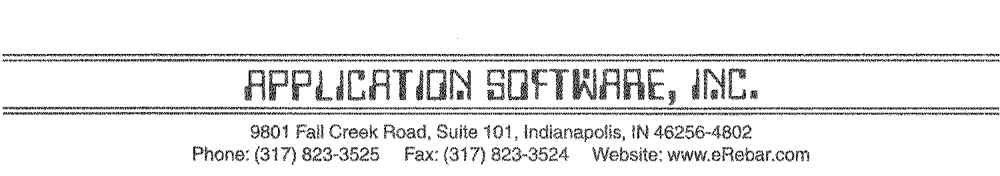 APPLICATION SOFTWARE, INC.
9801 Fall Creek Road, Suite 101, Indianapolis, IN 46256-4802
Phone: (317) 823-3525 Fax: (317) 823-3524 Website: www.eRebar.com